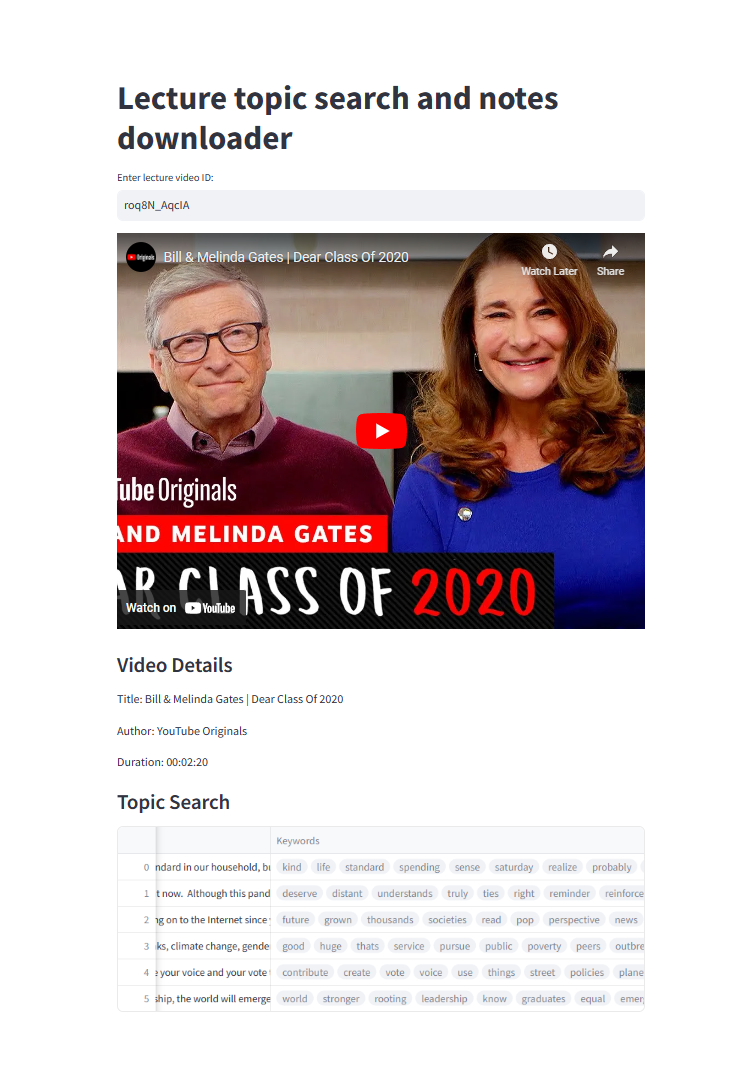 Lecture topic search and notes
downloader
Enter lecture video ID:
roq8N_AqcIA
Originals
Bill & Melinda Gates | Dear Class Of 2020
Watch Later
Share
Tube Originals
AND MELINDA GATES
AR CLASS OF 2020
Watch on YouTube
Video Details
Title: Bill & Melinda Gates | Dear Class Of 2020
Author: YouTube Originals
Duration: 00:02:20
Topic Search
Keywords
0 ndard in our household, bu kind life standard spending sense saturday realize probably
1 t now. Although this pand deserve distant understands truly ties right reminder reinforce
2 ng on to the Internet since future grown thousands societies read pop perspective news
3 ks, climate change, gende good huge thats service pursue public poverty peers outbre
4 e your voice and your vote contribute create vote voice use things street policies plane
5 ship, the world will emerge world stronger rooting leadership know graduates equal emer